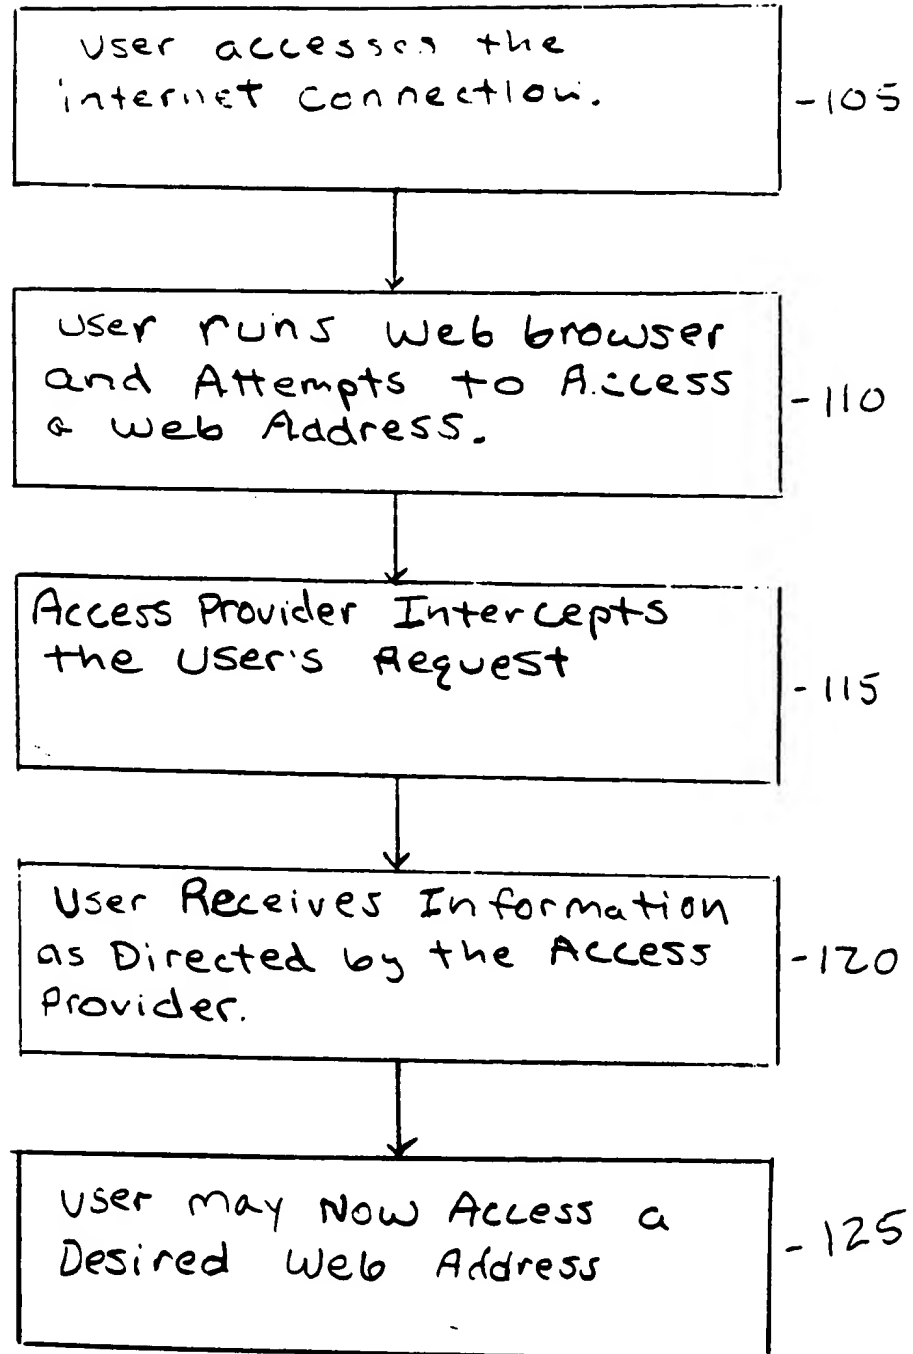 User accesses the
internet connection.
-105
User runs web browser
and Attempts to Access
a web Address.
-110
Access Provider Intercepts
the User's Request
-115
User Receives Information
as Directed by the Access
Provider.
-120
User may Now Access a
Desired Web Address
-125